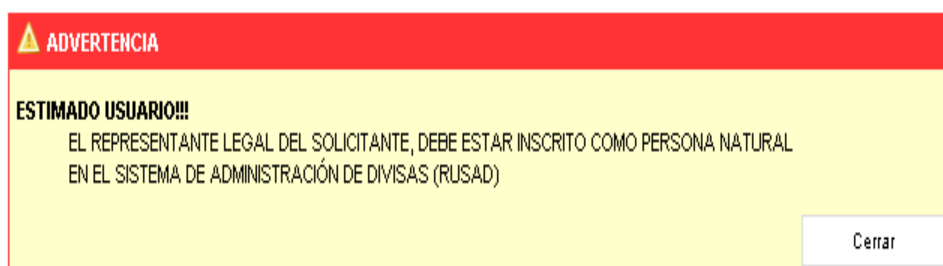 ADVERTENCIA
ESTIMADO USUARIO!!!
EL REPRESENTANTE LEGAL DEL SOLICITANTE, DEBE ESTAR INSCRITO COMO PERSONA NATURAL
EN EL SISTEMA DE ADMINISTRACIÓN DE DIVISAS (RUSAD)
Cerrar